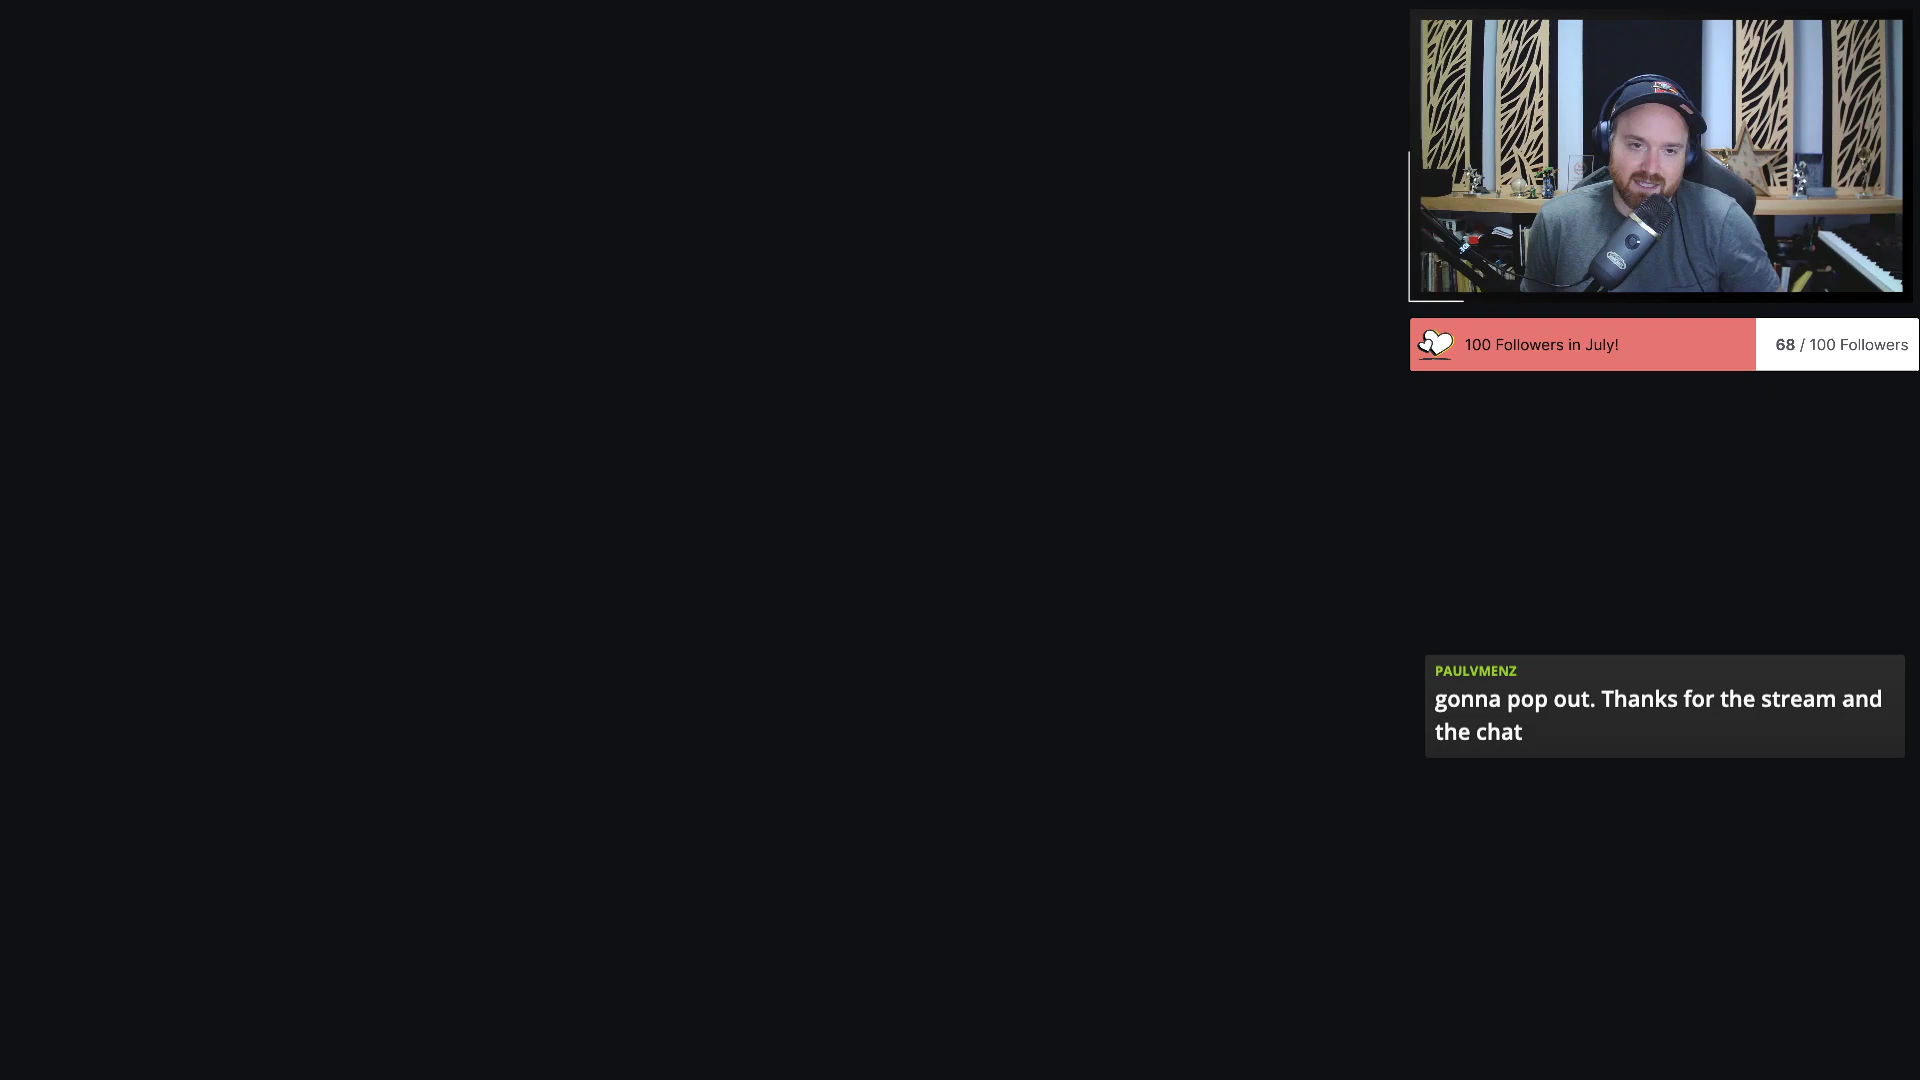 100 Followers in July!
68 / 100 Followers
PAULVMENZ
gonna pop out. Thanks for the stream and
the chat